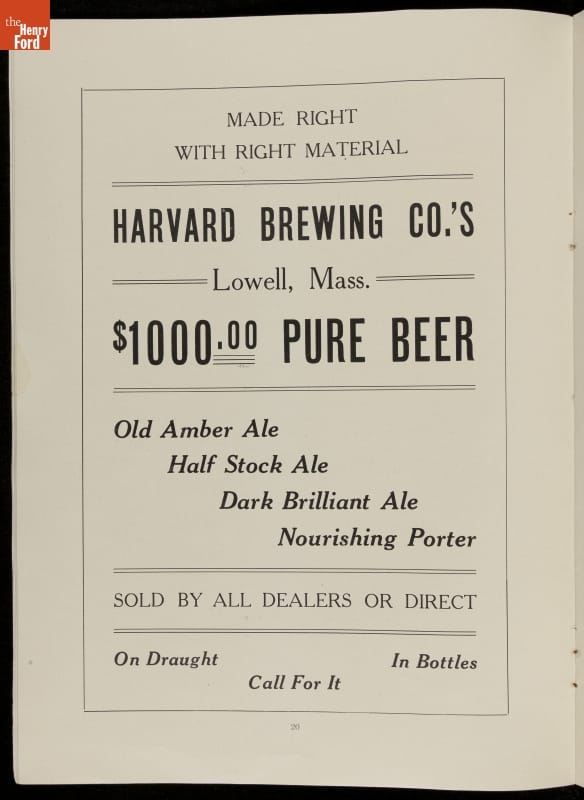 the
Henry
Ford
MADE RIGHT
WITH RIGHT MATERIAL
HARVARD BREWING CO.'S
Lowell, Mass.
$1000.00 PURE BEER
Old Amber Ale
Half Stock Ale
Dark Brilliant Ale
Nourishing Porter
SOLD BY ALL DEALERS OR DIRECT
On Draught In Bottles
Call For It
20